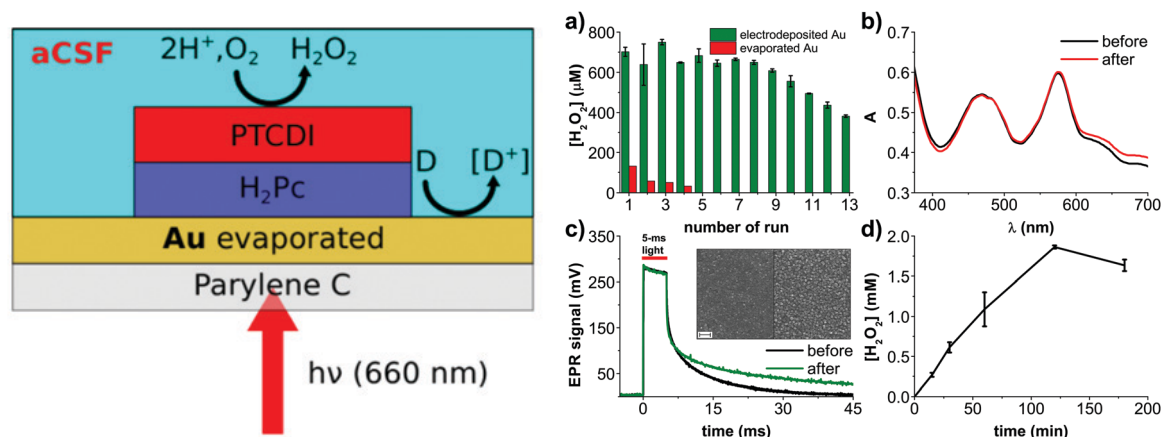 aCSF
2H⁺,O₂
H₂O₂
PTCDI
D
[D⁺]
H₂Pc
Au evaporated
Parylene C
hν (660 nm)
a)
electrodeposited Au
evaporated Au
[H₂O₂] (µM)
800
600
400
200
0
1 3 5 7 9 11 13
number of run
b)
before
after
A
0.6
0.5
0.4
0.3
400 500 600 700
λ (nm)
c)
5-ms
light
EPR signal (mV)
350
250
150
50
before
after
0 15 30 45
time (ms)
d)
[H₂O₂] (mM)
2.0
1.5
1.0
0.5
0.0
0 50 100 150 200
time (min)